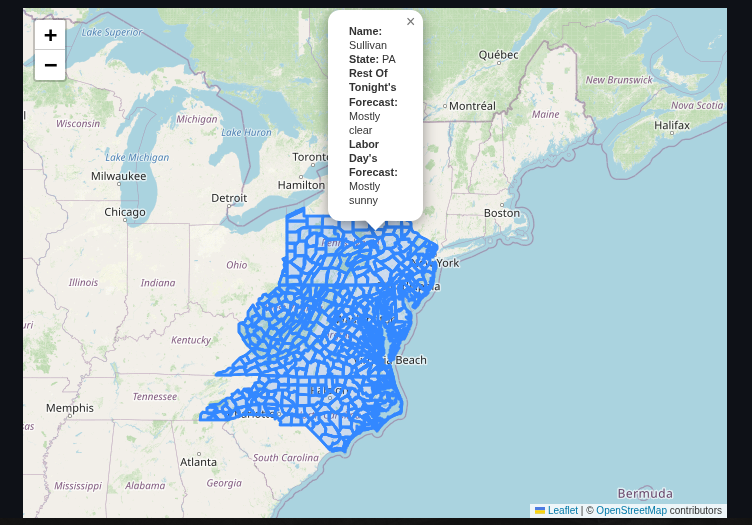 +
−
×
Name:
Sullivan
State: PA
Rest Of
Tonight's
Forecast:
Mostly
clear
Labor
Day's
Forecast:
Mostly
sunny
Lake Superior
Québec
New Brunswick
Montréal
Maine
Nova Scotia
Halifax
Wisconsin
Michigan
Lake Huron
Lake Michigan
Toronto
Milwaukee
Hamilton
Detroit
Chicago
Boston
Ohio
Illinois
Indiana
Kentucky
Beach
Tennessee
Memphis
Atlanta
South Carolina
Georgia
Mississippi
Alabama
Bermuda
Leaflet | © OpenStreetMap contributors